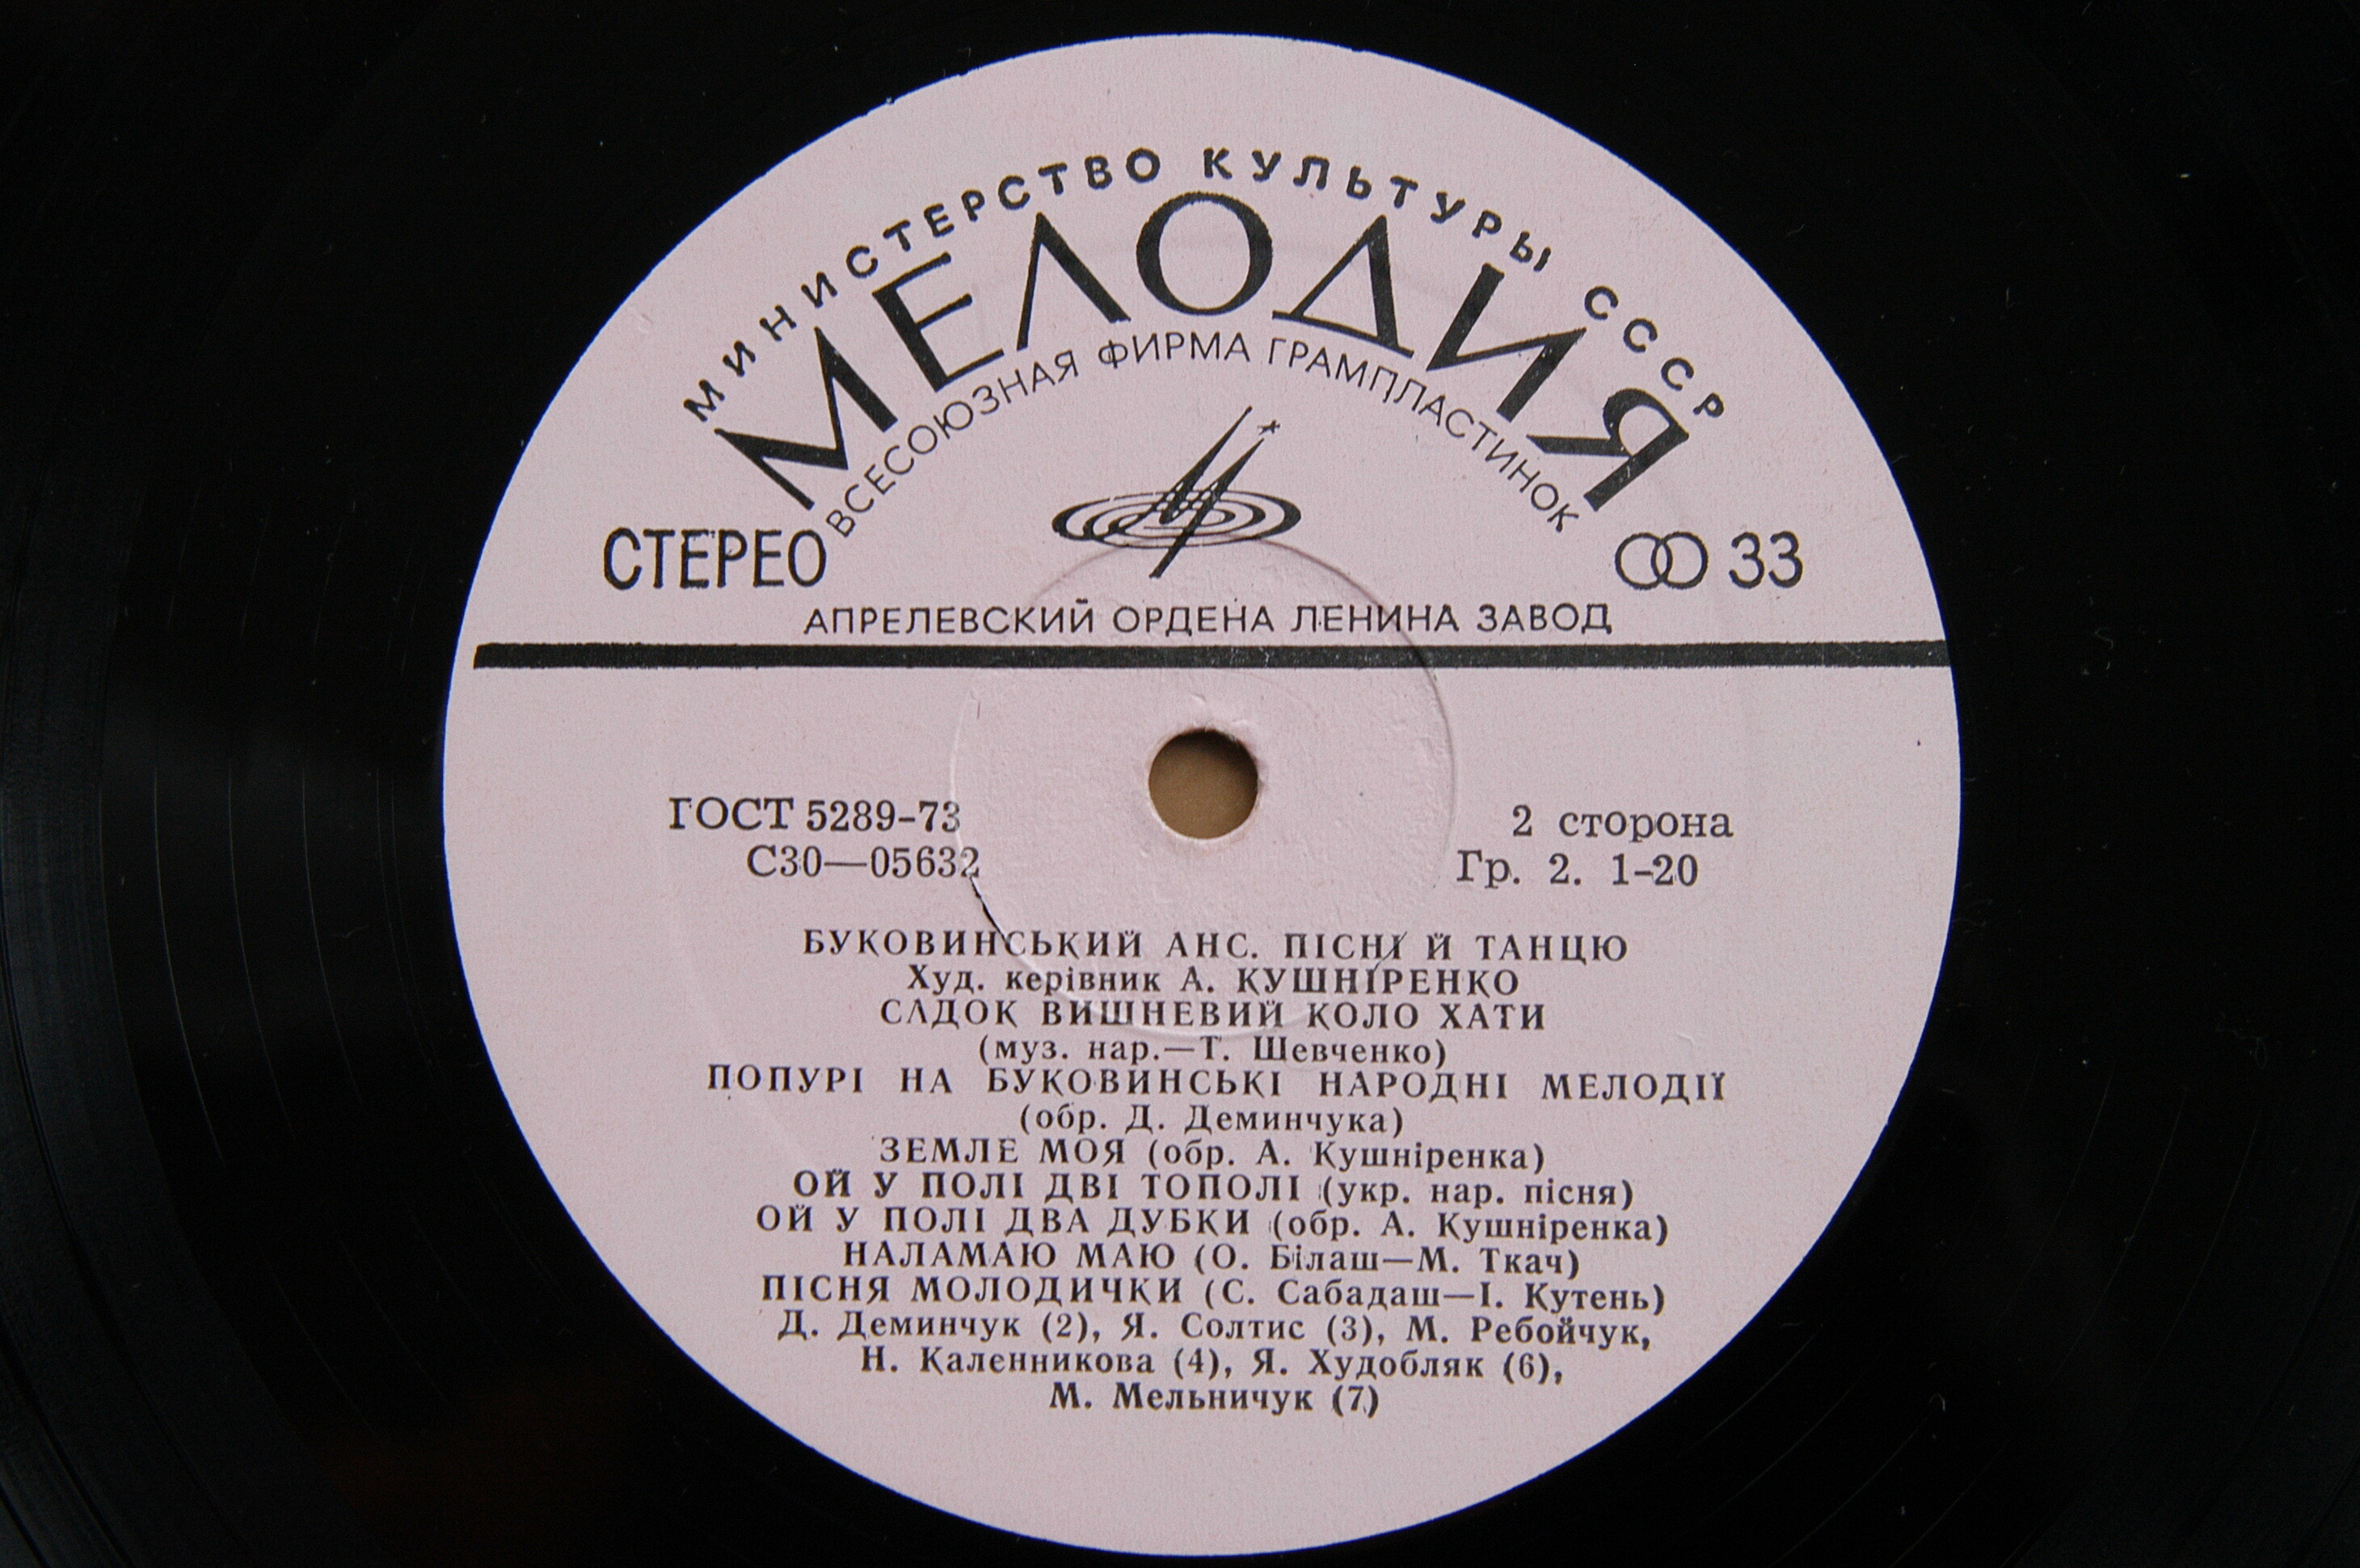 МИНИСТЕРСТВО КУЛЬТУРЫ СССР
МЕЛОДИЯ
ВСЕСОЮЗНАЯ ФИРМА ГРАМПЛАСТИНОК
СТЕРЕО
33
АПРЕЛЕВСКИЙ ОРДЕНА ЛЕНИНА ЗАВОД
ГОСТ 5289-73
2 сторона
С30—05632
Гр. 2. 1-20
БУКОВИНСЬКИЙ АНС. ПІСНІ Й ТАНЦЮ
Худ. керівник А. КУШНІРЕНКО
САДОК ВИШНЕВИЙ КОЛО ХАТИ
(муз. нар.—Т. Шевченко)
ПОПУРІ НА БУКОВИНСЬКІ НАРОДНІ МЕЛОДІЇ
(обр. Д. Деминчука)
ЗЕМЛЕ МОЯ (обр. А. Кушніренка)
ОЙ У ПОЛІ ДВІ ТОПОЛІ (укр. нар. пісня)
ОЙ У ПОЛІ ДВА ДУБКИ (обр. А. Кушніренка)
НАЛАМАЮ МАЮ (О. Білаш—М. Ткач)
ПІСНЯ МОЛОДИЧКИ (С. Сабадаш—І. Кутень)
Д. Деминчук (2), Я. Солтис (3), М. Ребойчук,
Н. Каленникова (4), Я. Худобляк (6),
М. Мельничук (7)